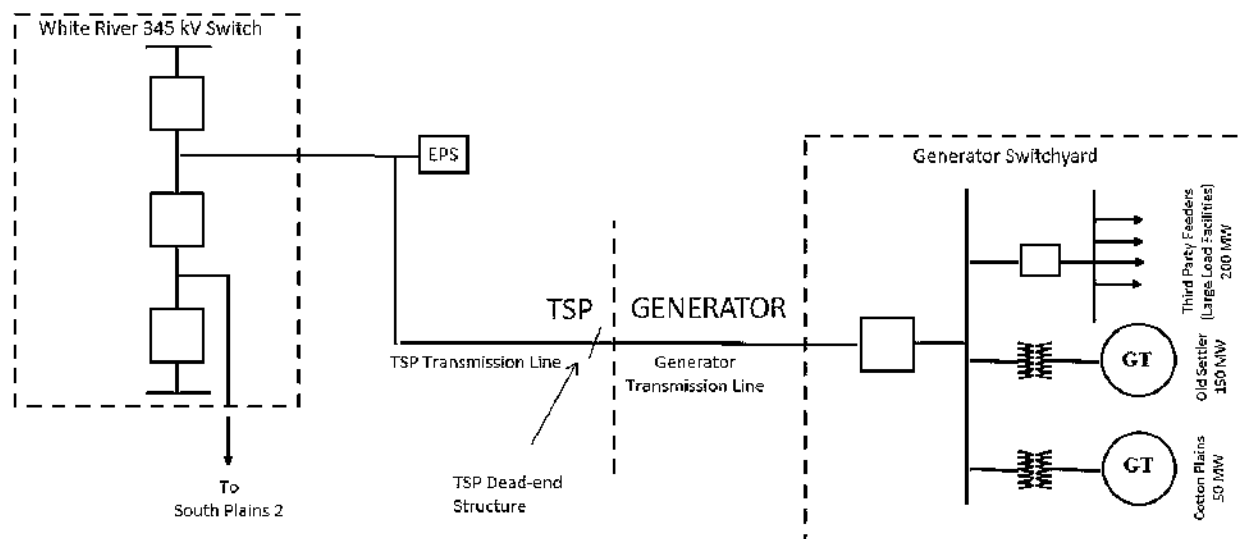 White River 345 kV Switch
EPS
Generator Switchyard
Third Party Feeders
(Large Load Facilities)
200 MW
TSP
GENERATOR
TSP Transmission Line
Generator
Transmission Line
GT
Old Settler
150 MW
TSP Dead-end
Structure
GT
Cotton Plains
50 MW
To
South Plains 2